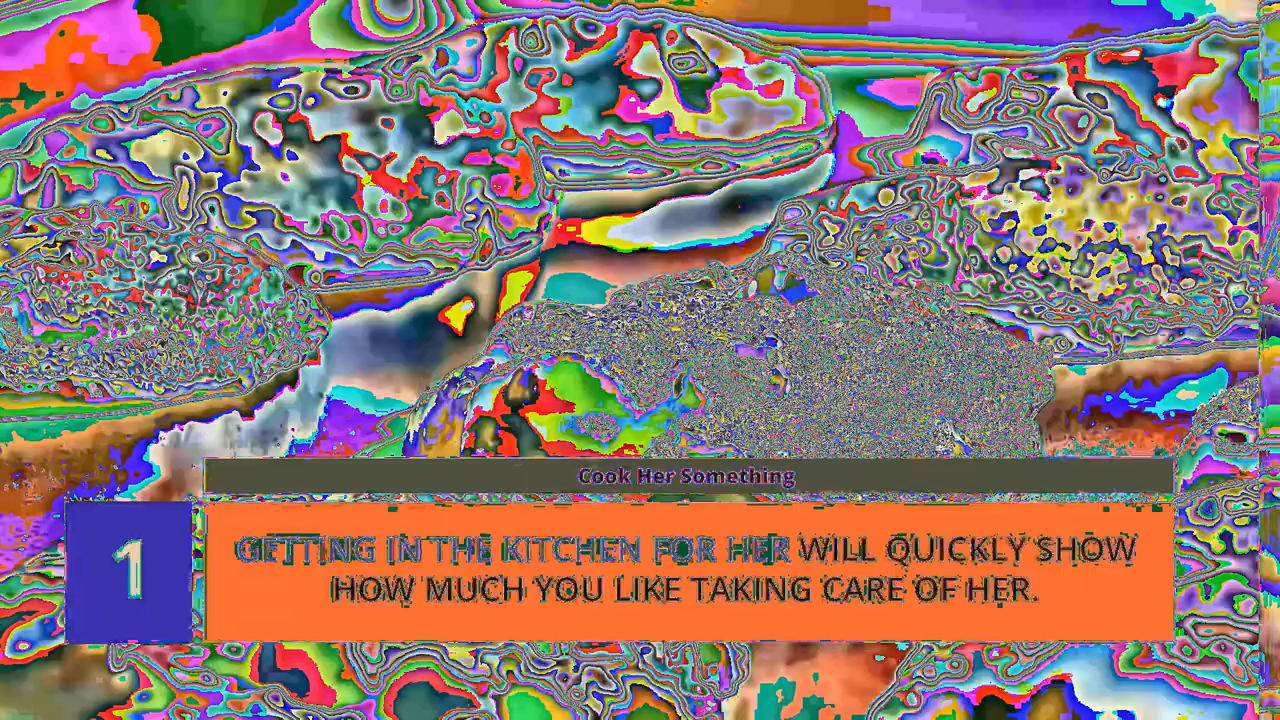 Cook Her Something
1
GETTING IN THE KITCHEN FOR HER WILL QUICKLY SHOW
HOW MUCH YOU LIKE TAKING CARE OF HER.